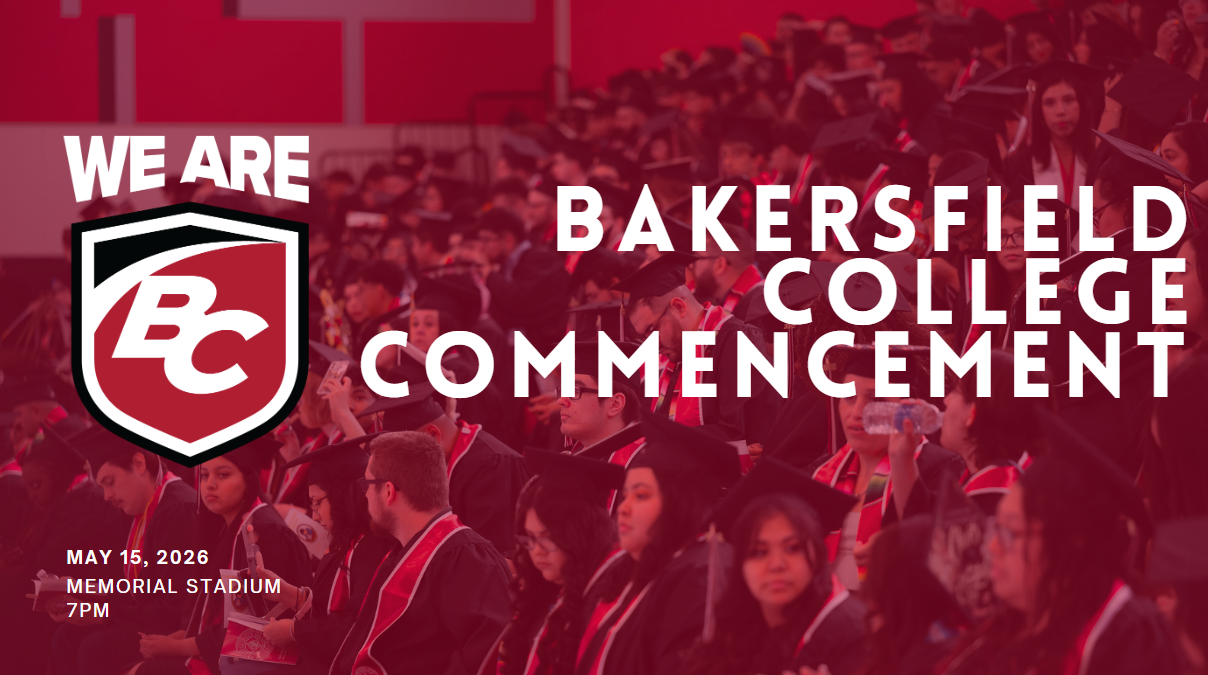 WE ARE
BC
BAKERSFIELD
COLLEGE
COMMENCEMENT
MAY 15, 2026
MEMORIAL STADIUM
7PM